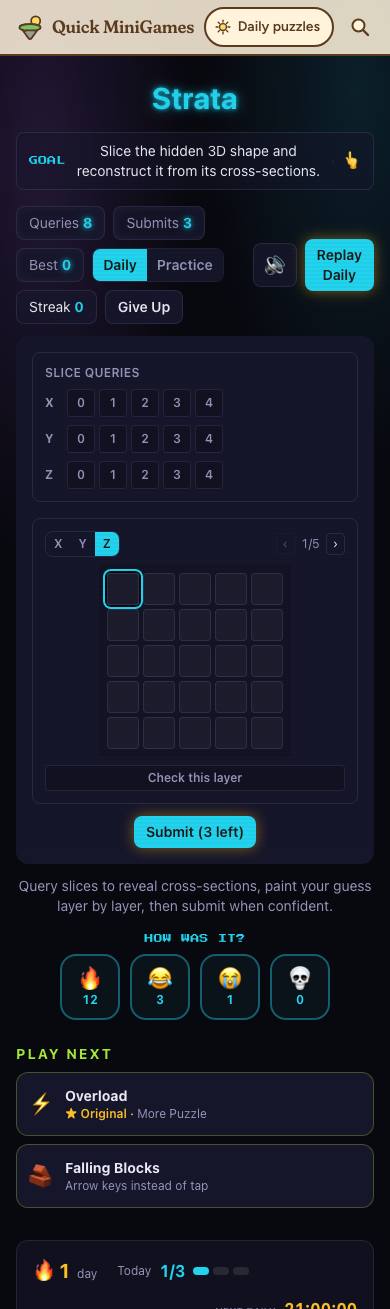 Quick MiniGames
Daily puzzles
Strata
GOAL
Slice the hidden 3D shape and
reconstruct it from its cross-sections.
Queries 8
Submits 3
Best 0
Daily
Practice
Streak 0
Give Up
Replay
Daily
SLICE QUERIES
X 0 1 2 3 4
Y 0 1 2 3 4
Z 0 1 2 3 4
X Y Z
‹ 1/5 ›
Check this layer
Submit (3 left)
Query slices to reveal cross-sections, paint your guess
layer by layer, then submit when confident.
HOW WAS IT?
12
3
1
0
PLAY NEXT
Overload
Original · More Puzzle
Falling Blocks
Arrow keys instead of tap
1 day
Today 1/3
21:00:00